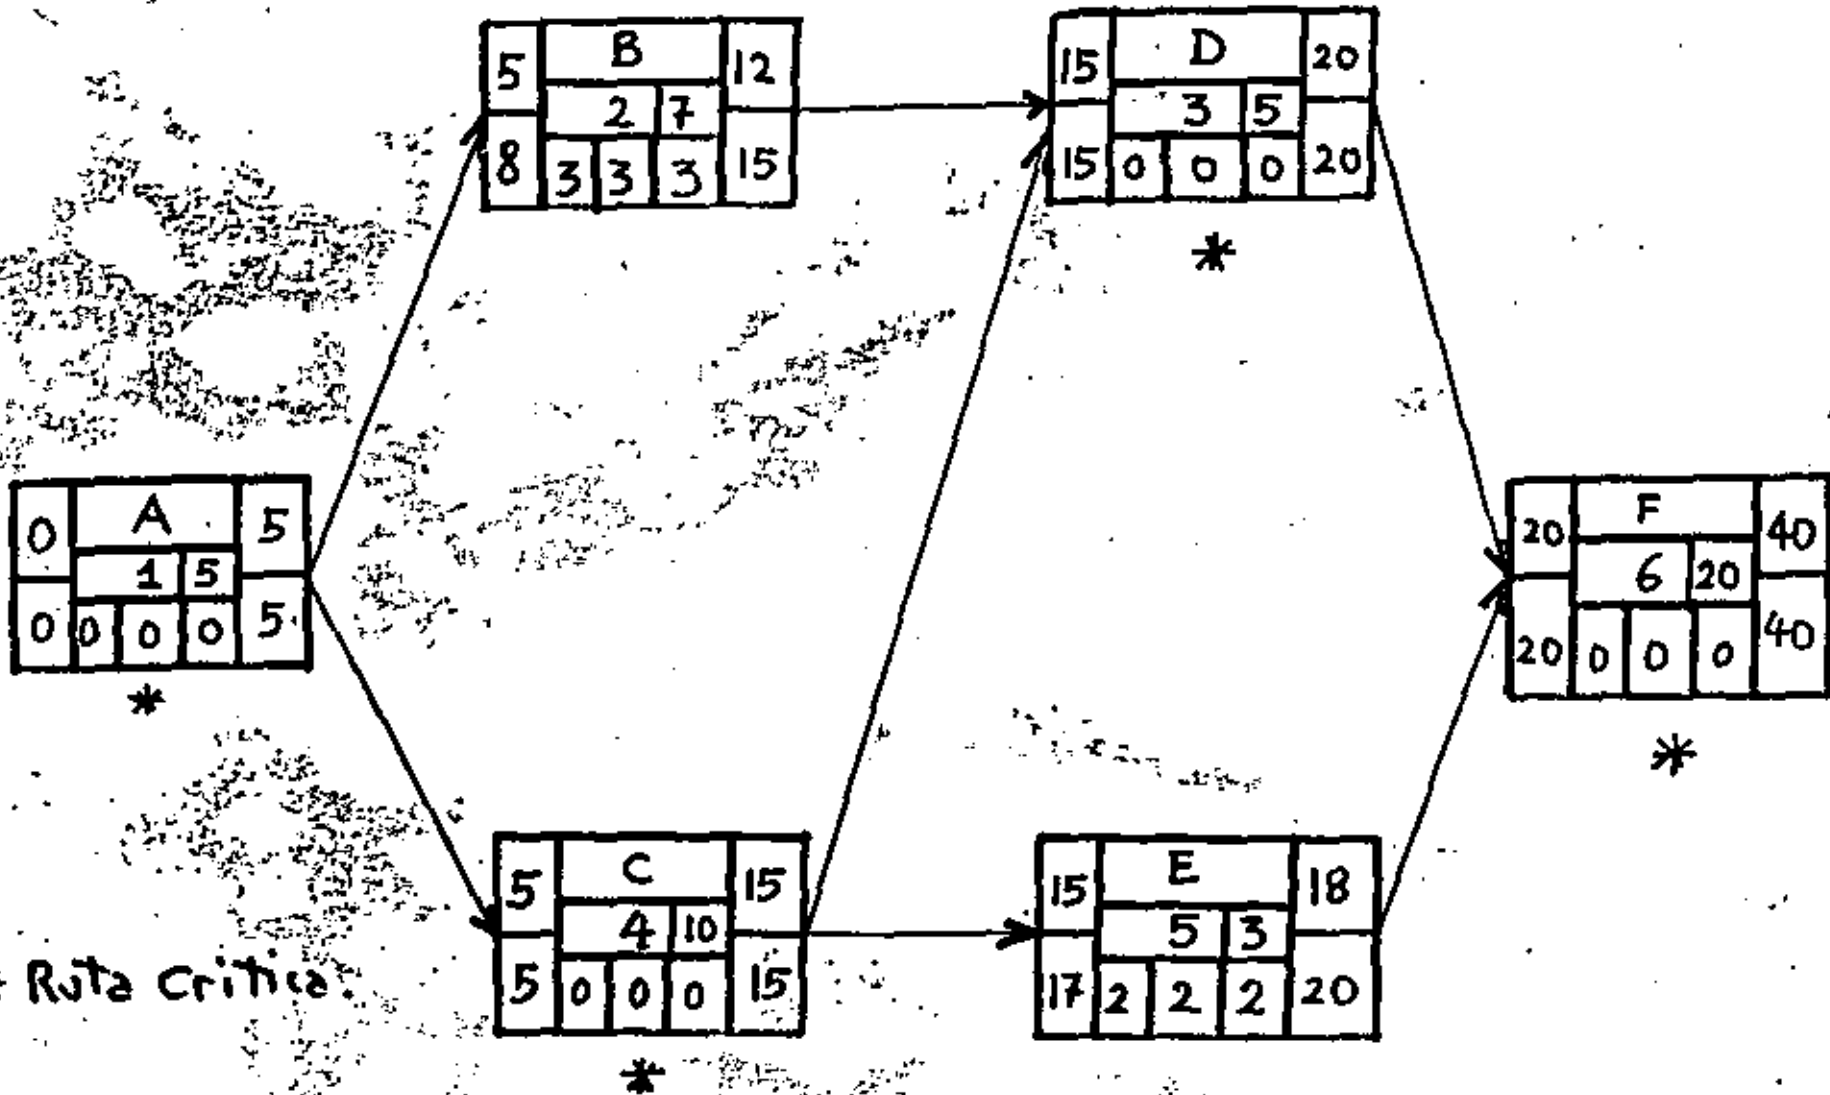 5 B 12
2 7
8 3 3 3 15
15 D 20
3 5
15 0 0 0 20
*
0 A 5
1 5
0 0 0 0 5
*
20 F 40
6 20
20 0 0 0 40
*
5 C 15
4 10
5 0 0 0 15
*
15 E 18
5 3
17 2 2 2 20
Ruta Critica